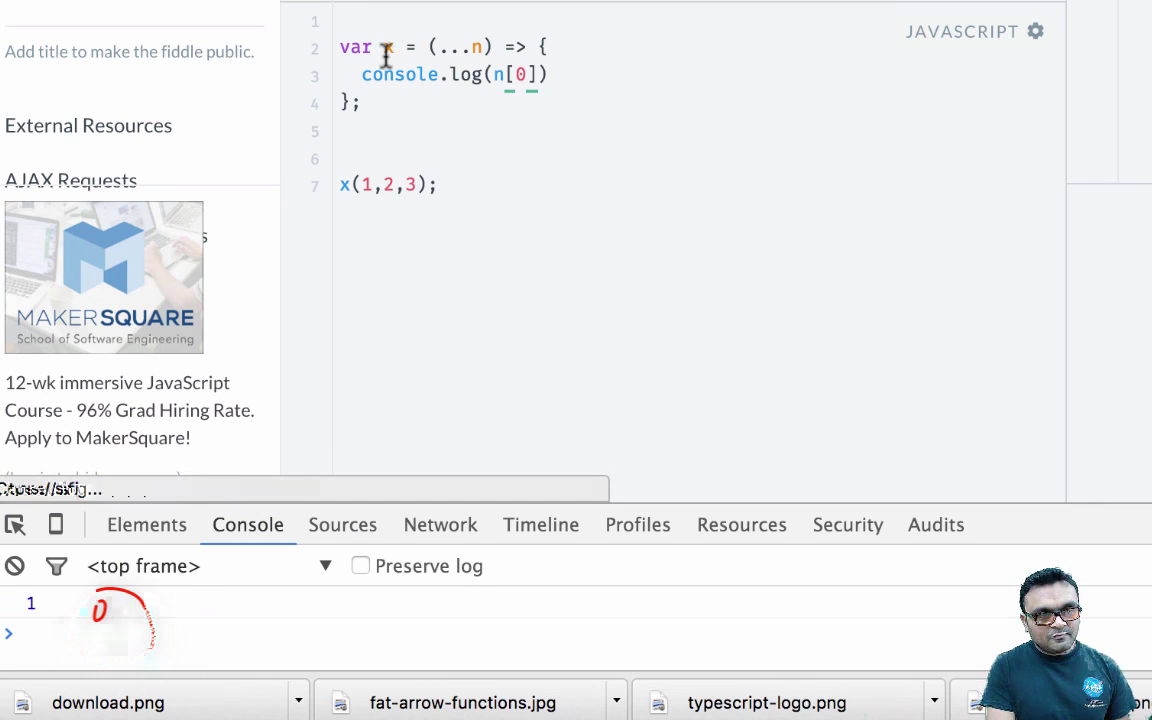 1
JAVASCRIPT
2 var x = (...n) => {
Add title to make the fiddle public.
3 console.log(n[0])
4 };
External Resources
5
6
AJAX Requests
7 x(1,2,3);
s
MAKERSQUARE
School of Software Engineering
12-wk immersive JavaScript
Course - 96% Grad Hiring Rate.
Apply to MakerSquare!
Elements Console Sources Network Timeline Profiles Resources Security Audits
<top frame> ▼ Preserve log
1 0
>
download.png fat-arrow-functions.jpg typescript-logo.png